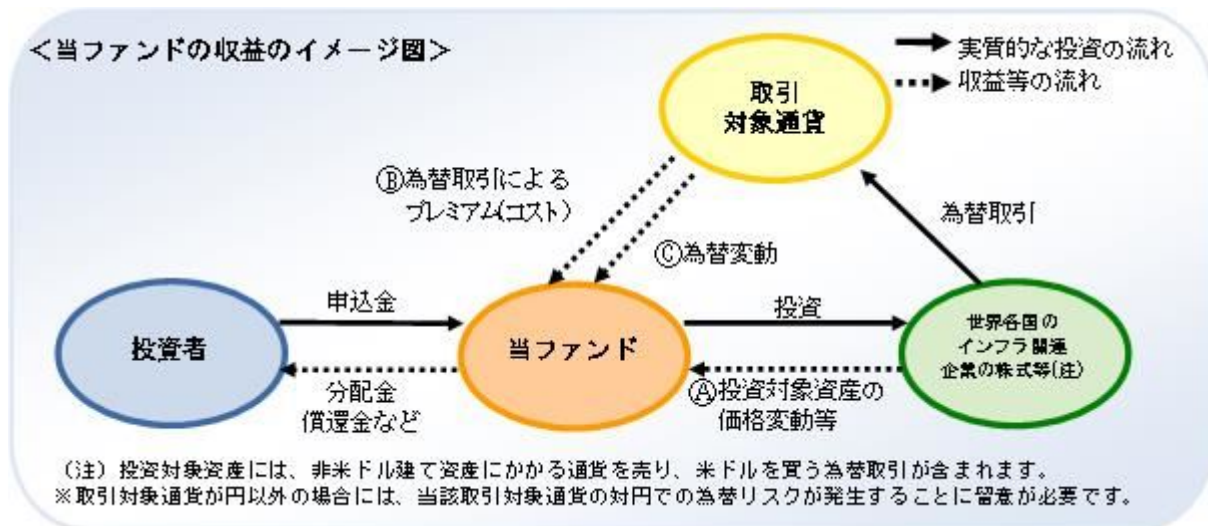 ＜当ファンドの収益のイメージ図＞
実質的な投資の流れ
収益等の流れ
取引
対象通貨
Ⓑ為替取引による
プレミアム(コスト)
為替取引
Ⓒ為替変動
投資者
申込金
分配金
償還金など
当ファンド
投資
Ⓐ投資対象資産の
価格変動等
世界各国の
インフラ関連
企業の株式等(注)
（注）投資対象資産には、非米ドル建て資産にかかる通貨を売り、米ドルを買う為替取引が含まれます。
※取引対象通貨が円以外の場合には、当該取引対象通貨の対円での為替リスクが発生することに留意が必要です。